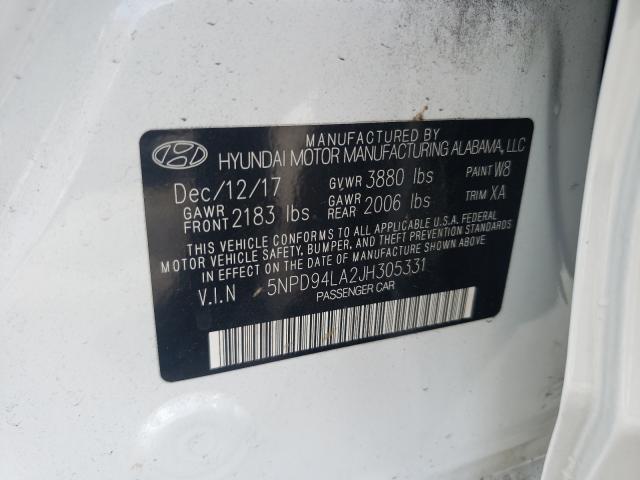 MANUFACTURED BY
HYUNDAI MOTOR MANUFACTURING ALABAMA, LLC
Dec/12/17 GVWR 3880 lbs PAINT W8
GAWR FRONT 2183 lbs GAWR REAR 2006 lbs TRIM XA
THIS VEHICLE CONFORMS TO ALL APPLICABLE U.S.A. FEDERAL
MOTOR VEHICLE SAFETY, BUMPER, AND THEFT PREVENTION STANDARDS
IN EFFECT ON THE DATE OF MANUFACTURE SHOWN ABOVE.
V.I.N 5NPD94LA2JH305331
PASSENGER CAR